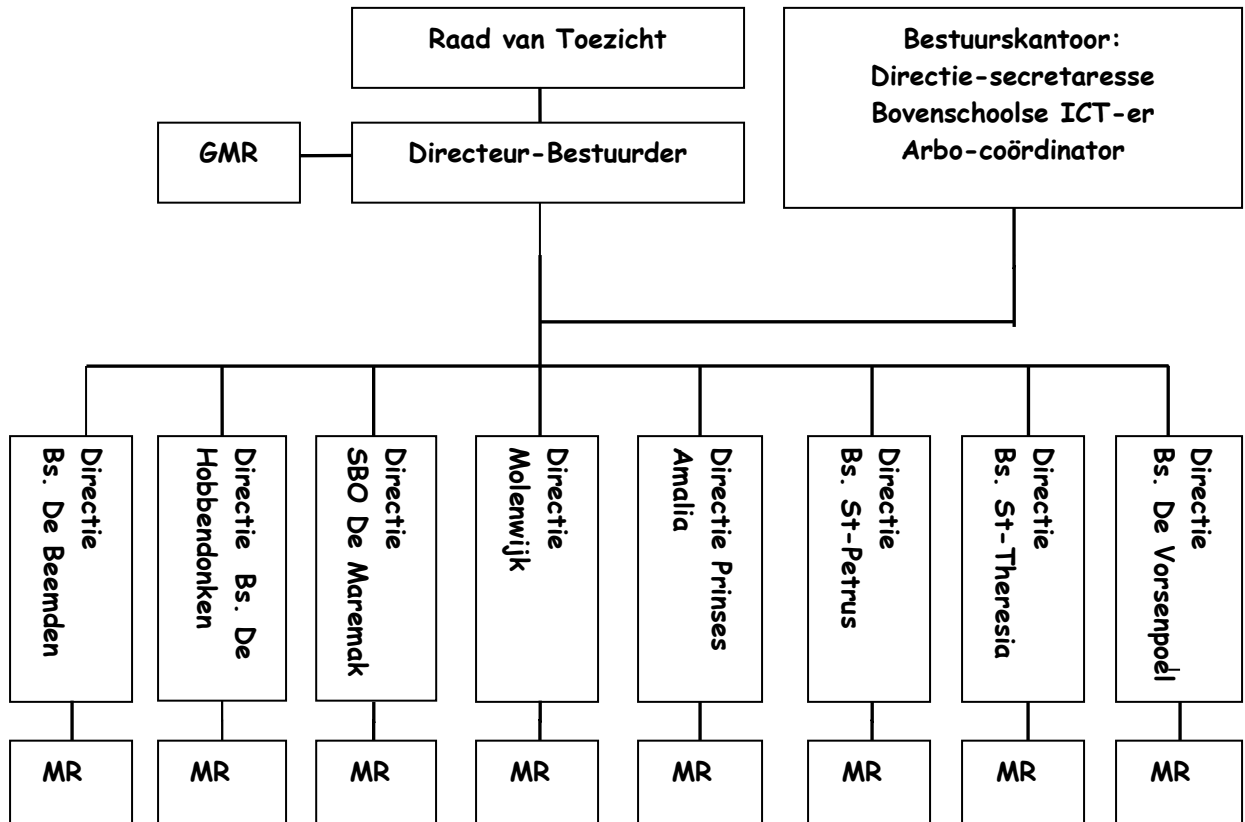 Raad van Toezicht
Bestuurskantoor:
Directie-secretaresse
Bovenschoolse ICT-er
Arbo-coördinator
GMR
Directeur-Bestuurder
Directie
Bs. De Beemden
Directie Bs. De
Hobbendonken
Directie
SBO De Maremak
Directie
Molenwijk
Directie Prinses
Amalia
Directie
Bs. St-Petrus
Directie
Bs. St-Theresia
Directie
Bs. De Vorsenpoel
MR
MR
MR
MR
MR
MR
MR
MR